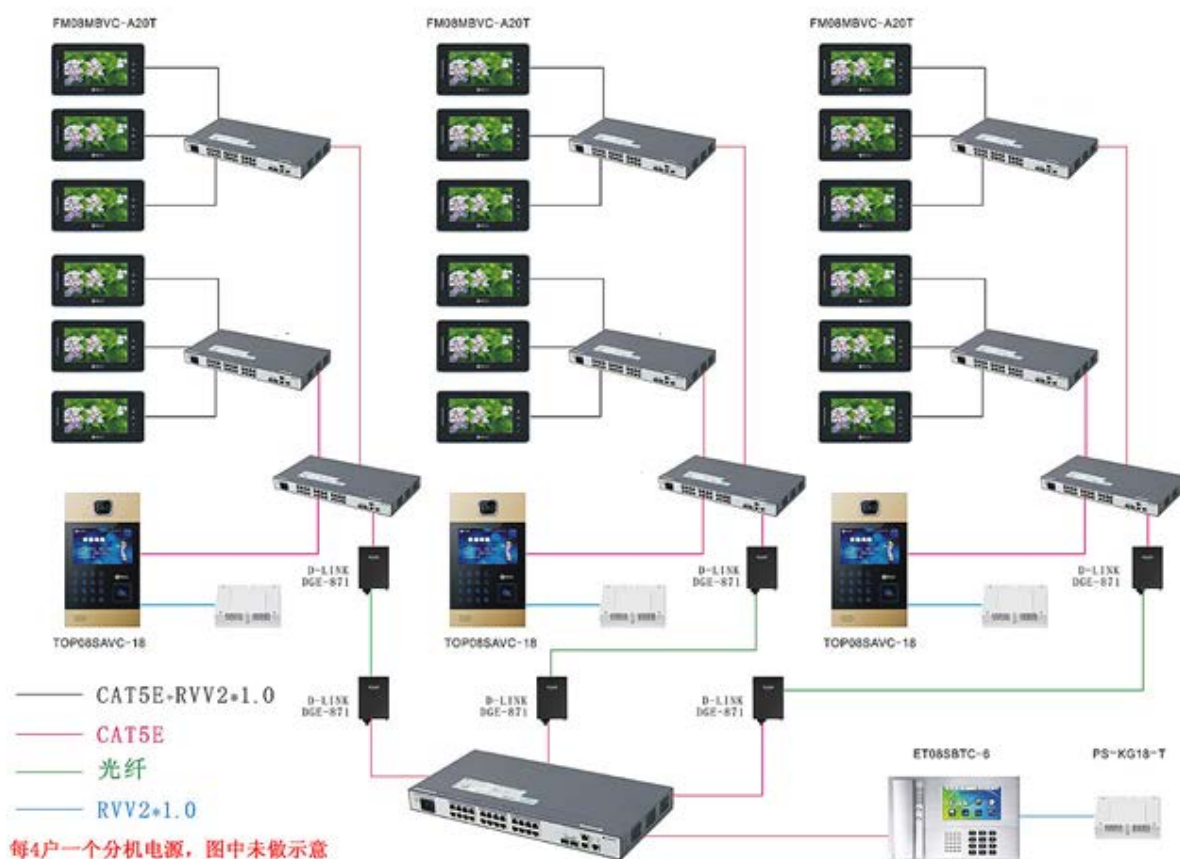 FM08MBVC-A20T
FM08MBVC-A20T
FM08MBVC-A20T
D-LINK
DGE-871
D-LINK
DGE-871
D-LINK
DGE-871
TOP08SAVC-18
TOP08SAVC-18
TOP08SAVC-18
D-LINK
DGE-871
D-LINK
DGE-871
D-LINK
DGE-871
CAT5E+RVV2*1.0
CAT5E
光纤
RVV2*1.0
ET08SBTC-6
PS-KG18-T
每4户一个分机电源，图中未做示意